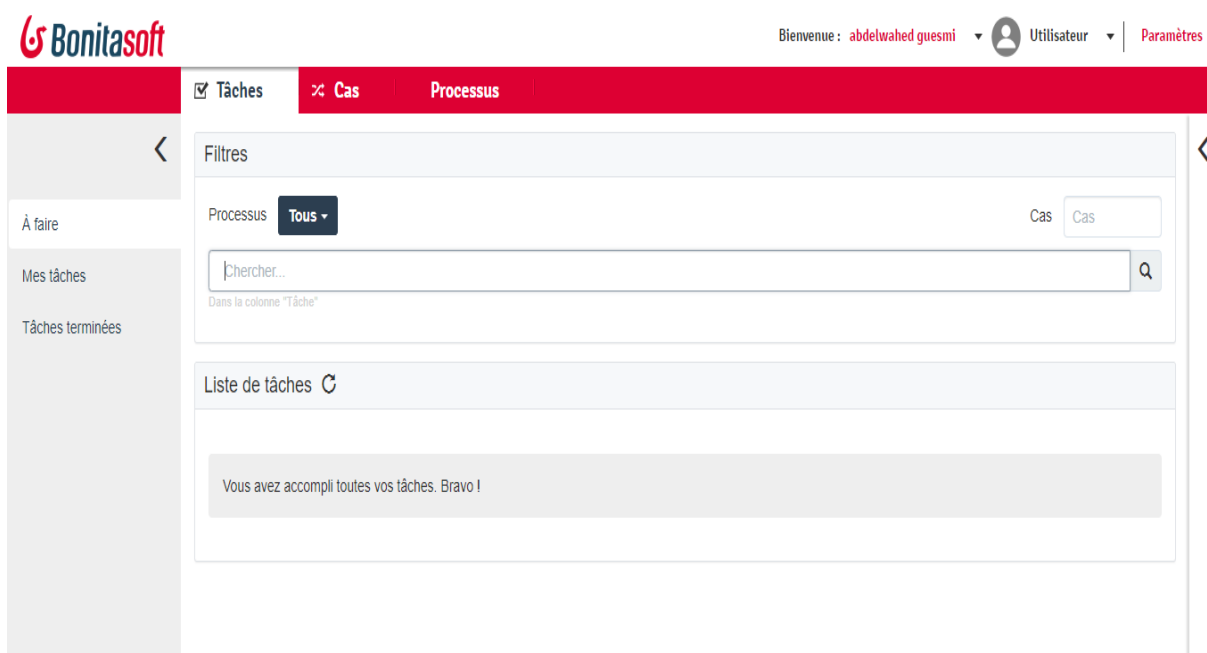 Bonitasoft
Bienvenue : abdelwahed guesmi Utilisateur Paramètres
Tâches Cas Processus
Filtres
À faire
Mes tâches
Tâches terminées
Processus Tous Cas Cas
Chercher...
Dans la colonne "Tâche"
Liste de tâches
Vous avez accompli toutes vos tâches. Bravo !